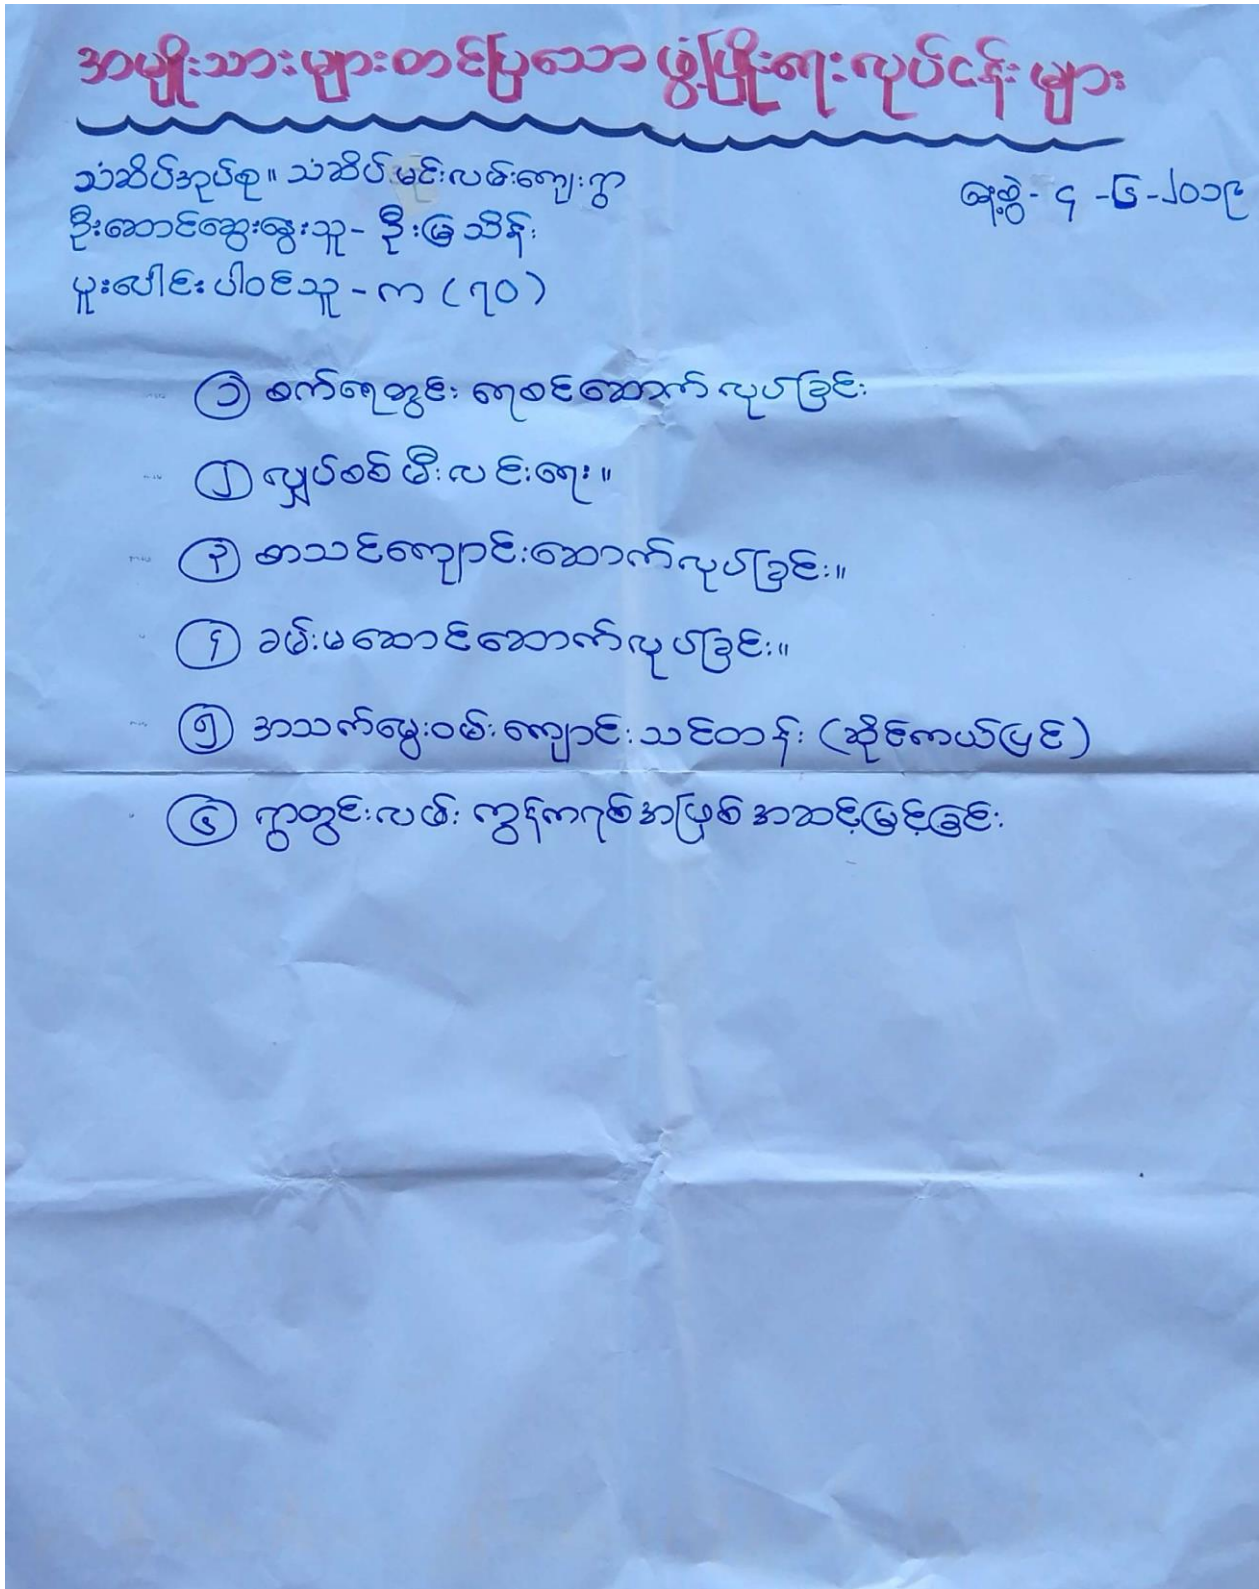 အမျိုးသားများတင်ပြသော ဖွံ့ဖြိုးရေးလုပ်ငန်းများ
သံဆိပ်အုပ်စု။ သံဆိပ်မင်းလမ်းကျေးရွာ
ရေးဆွဲ - ၄ -၆-၂၀၁၉
ဦးဆောင်ဆွေးနွေးသူ - ဦးမြသိန်း
ပူးပေါင်းပါဝင်သူ - က (၇၀)
၁ စက်ရေတွင်း ရေစင်ဆောက်လုပ်ခြင်း
၂ လျှပ်စစ်မီးလင်းရေး။
၃ စာသင်ကျောင်းဆောက်လုပ်ခြင်း။
၄ ခမ်းမဆောင်ဆောက်လုပ်ခြင်း။
၅ အသက်မွေးဝမ်းကျောင်းသင်တန်း (ဆိုင်ကယ်ပြင်)
၆ ရွာတွင်းလမ်း ကွန်ကရစ်အဖြစ် အဆင့်မြှင့်ခြင်း